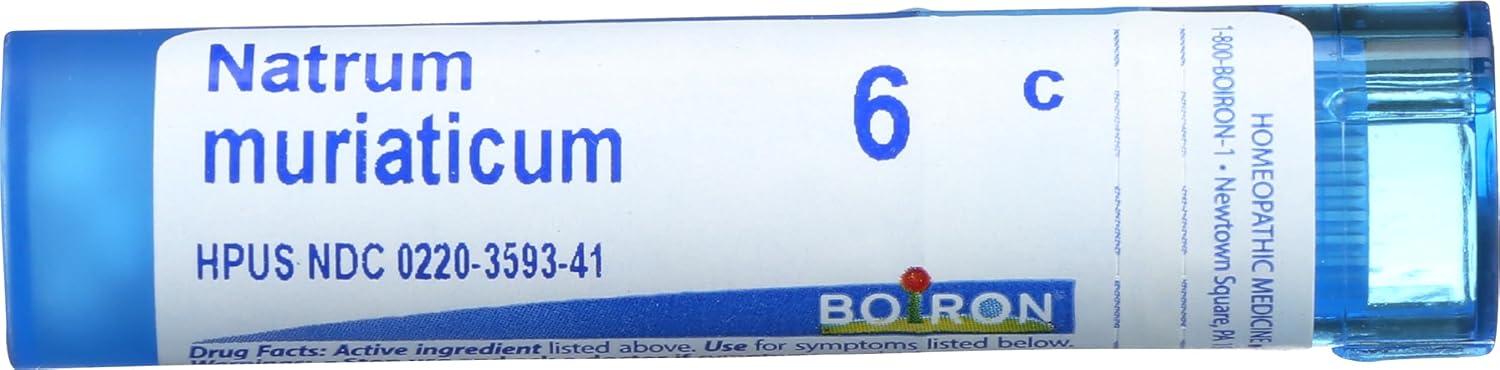 Natrum
muriaticum
6 C
HPUS NDC 0220-3593-41
BOIRON
Drug Facts: Active ingredient listed above. Use for symptoms listed below.
HOMEOPATHIC MEDICINE
1-800-BOIRON-1 • Newtown Square, PA